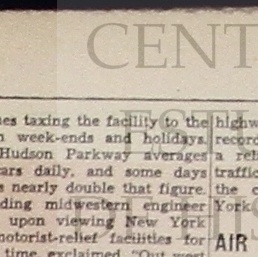 CENT
es taxing the facility to the
week-ends and holidays.
Hudson Parkway averages
ars daily, and some days
s nearly double that figure.
ding midwestern engineer
upon viewing New York
otorist-relief facilities for
time exclaimed "Out west
highw
record
a reli
traffic
the c
York
AIR